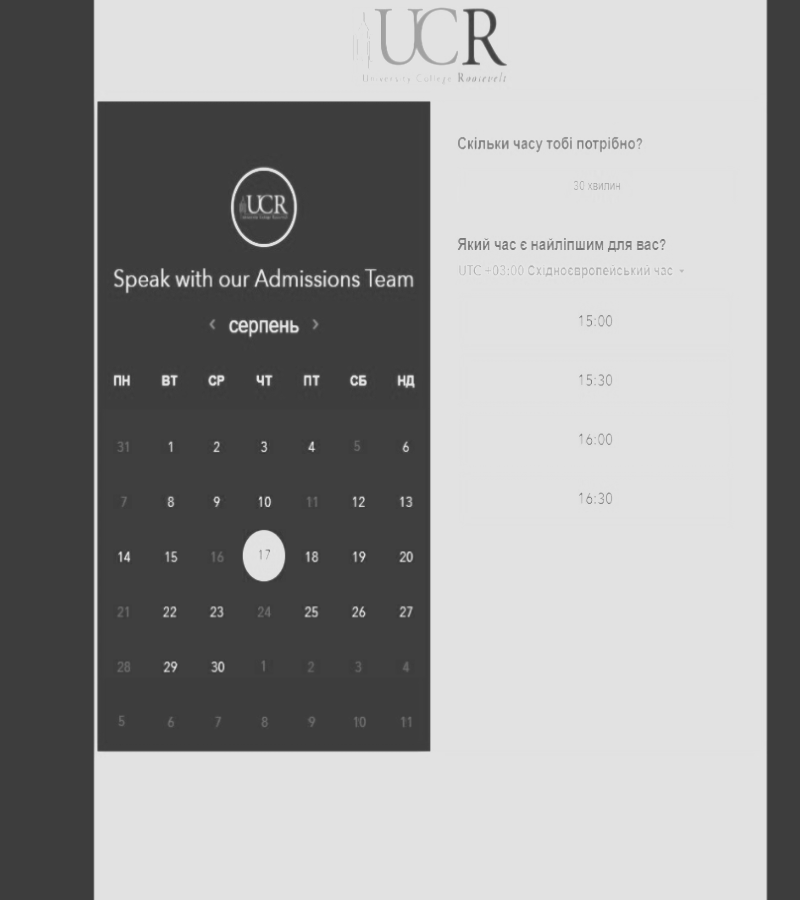 UCR
University College Roosevelt
UCR
Speak with our Admissions Team
< серпень >
ПН ВТ СР ЧТ ПТ СБ НД
31 1 2 3 4 5 6
7 8 9 10 11 12 13
14 15 16 17 18 19 20
21 22 23 24 25 26 27
28 29 30 1 2 3 4
5 6 7 8 9 10 11
Скільки часу тобі потрібно?
30 хвилин
Який час є найліпшим для вас?
UTC +03:00 Східноєвропейський час
15:00
15:30
16:00
16:30